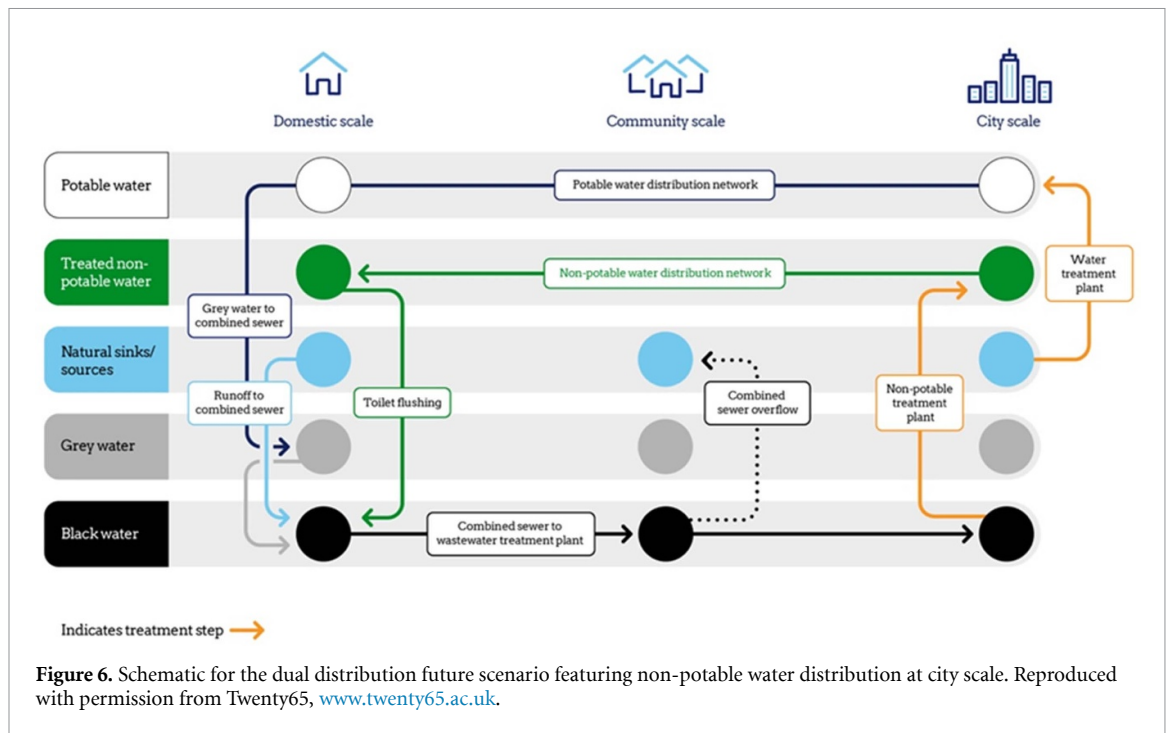 Domestic scale
Community scale
City scale
Potable water
Potable water distribution network
Treated non-
potable water
Non-potable water distribution network
Water
treatment
plant
Grey water to
combined sewer
Natural sinks/
sources
Runoff to
combined sewer
Toilet flushing
Combined
sewer overflow
Non-potable
treatment
plant
Grey water
Black water
Combined sewer to
wastewater treatment plant
Indicates treatment step
Figure 6. Schematic for the dual distribution future scenario featuring non-potable water distribution at city scale. Reproduced
with permission from Twenty65, www.twenty65.ac.uk.